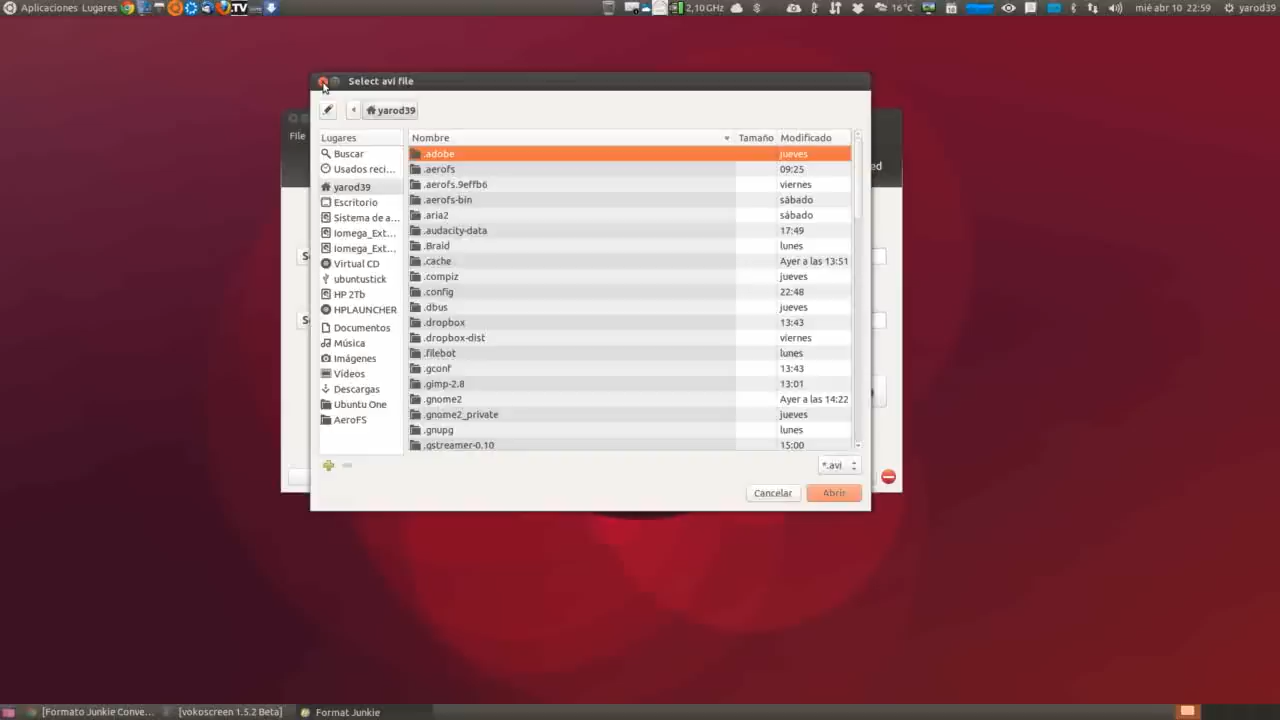 Aplicaciones Lugares
.TV
2,10GHz
16°C
mié abr 10 22:59
yarod39
Select avi file
yarod39
File
ed
Lugares
Nombre
Tamaño
Modificado
Buscar
.adobe
jueves
Usados reci...
.aerofs
09:25
yarod39
.aerofs.9effb6
viernes
Escritorio
.aerofs-bin
sábado
Sistema de a...
.aria2
sábado
Iomega_Ext...
.audacity-data
17:49
Iomega_Ext...
.Braid
lunes
Virtual CD
.cache
Ayer a las 13:51
ubuntustick
.compiz
jueves
HP 2Tb
.config
22:48
HPLAUNCHER
.dbus
jueves
Documentos
.dropbox
13:43
Música
.dropbox-dist
viernes
Imágenes
.filebot
lunes
Vídeos
.gconf
13:43
Descargas
.gimp-2.8
13:01
Ubuntu One
.gnome2
Ayer a las 14:22
AeroFS
.gnome2_private
jueves
.gnupg
lunes
.gstreamer-0.10
15:00
*.avi
Cancelar
Abrir
[Formato Junkie Conve...
[vokoscreen 1.5.2 Beta]
Format Junkie